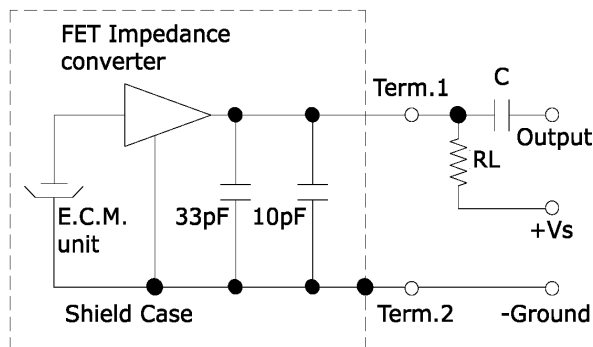 FET Impedance
converter
Term.1
C
Output
RL
E.C.M.
unit
33pF
10pF
+Vs
Shield Case
Term.2
-Ground